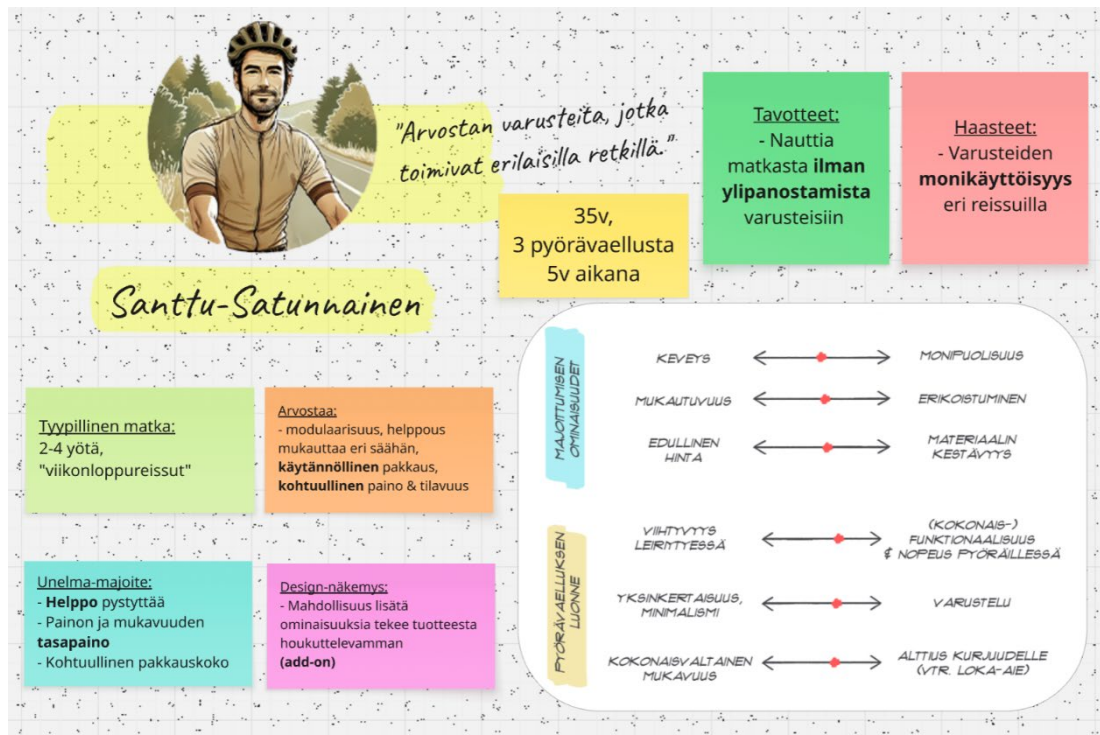 "Arvostan varusteita, jotka
toimivat erilaisilla retkillä."
35v,
3 pyörävaellusta
5v aikana
Tavotteet:
- Nauttia
matkasta ilman
ylipanostamista
varusteisiin
Haasteet:
- Varusteiden
monikäyttöisyys
eri reissuilla
Santtu-Satunnainen
Tyypillinen matka:
2-4 yötä,
"viikonloppureissut"
Arvostaa:
- modulaarisuus, helppous
mukauttaa eri säähän,
käytännöllinen pakkaus,
kohtuullinen paino & tilavuus
Unelma-majoite:
- Helppo pystyttää
- Painon ja mukavuuden
tasapaino
- Kohtuullinen pakkauskoko
Design-näkemys:
- Mahdollisuus lisätä
ominaisuuksia tekee tuotteesta
houkuttelevamman
(add-on)
MAJOITTUMISEN
OMINAISUUDET
KEVEYS
MONIPUOLISUUS
MUKAUTUVUUS
ERIKOISTUMINEN
EDULLINEN
HINTA
MATERIAALIN
KESTÄVYYS
PYÖRÄVAELLUKSEN
LUONNE
VIIHTYVYYS
LEIRIYTYESSÄ
(KOKONAIS-)
FUNKTIONAALISUUS
& NOPEUS PYÖRÄILLESSÄ
YKSINKERTAISUUS,
MINIMALISMI
VARUSTELU
KOKONAISVALTAINEN
MUKAVUUS
ALTTIUS KURJUUDELLE
(VTR. LOKA-AIE)